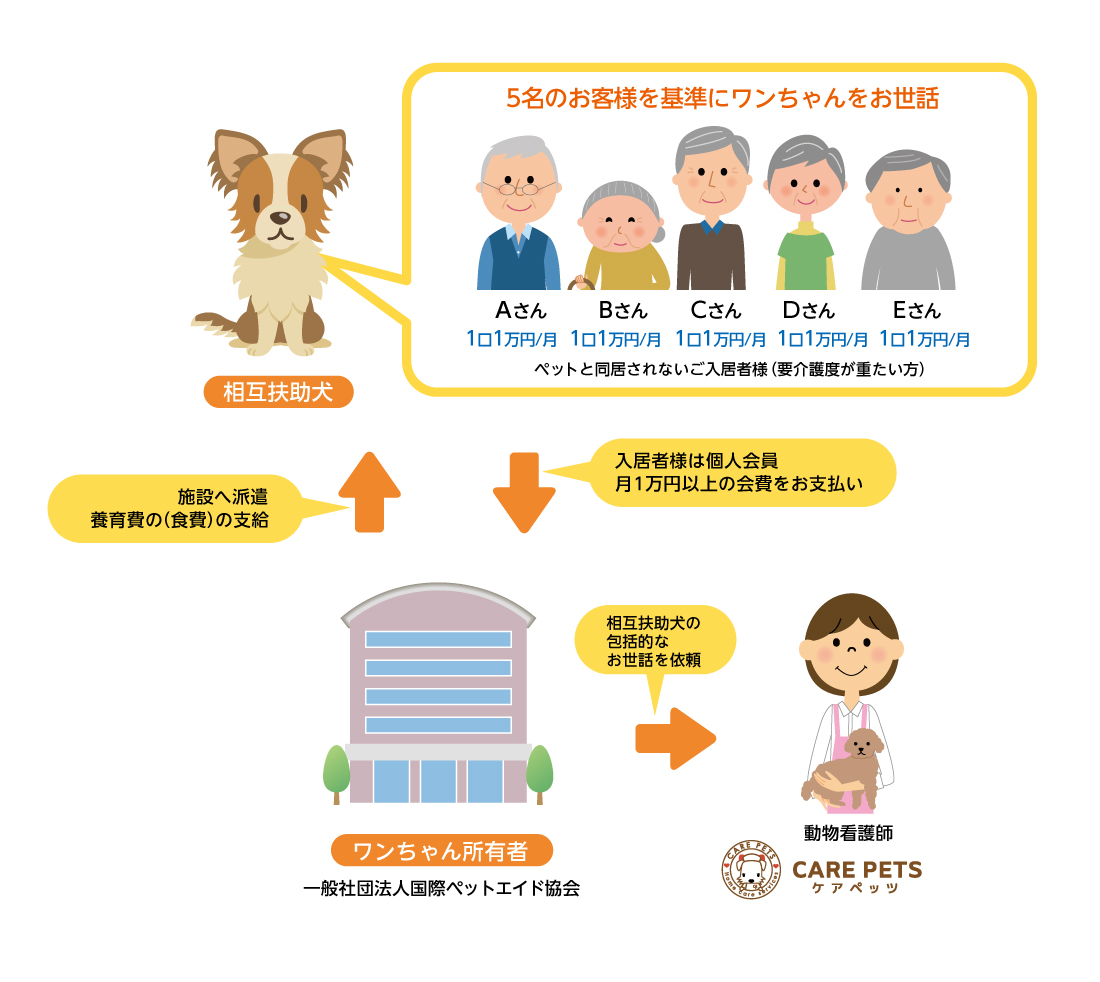 5名のお客様を基準にワンちゃんをお世話
Aさん Bさん Cさん Dさん Eさん
1口1万円/月 1口1万円/月 1口1万円/月 1口1万円/月 1口1万円/月
ペットと同居されないご入居者様（要介護度が重たい方）
相互扶助犬
入居者様は個人会員
月1万円以上の会費をお支払い
施設へ派遣
養育費の（食費）の支給
相互扶助犬の
包括的な
お世話を依頼
動物看護師
ワンちゃん所有者
一般社団法人国際ペットエイド協会
CARE PETS
Home Care Services
CARE PETS
ケアペッツ